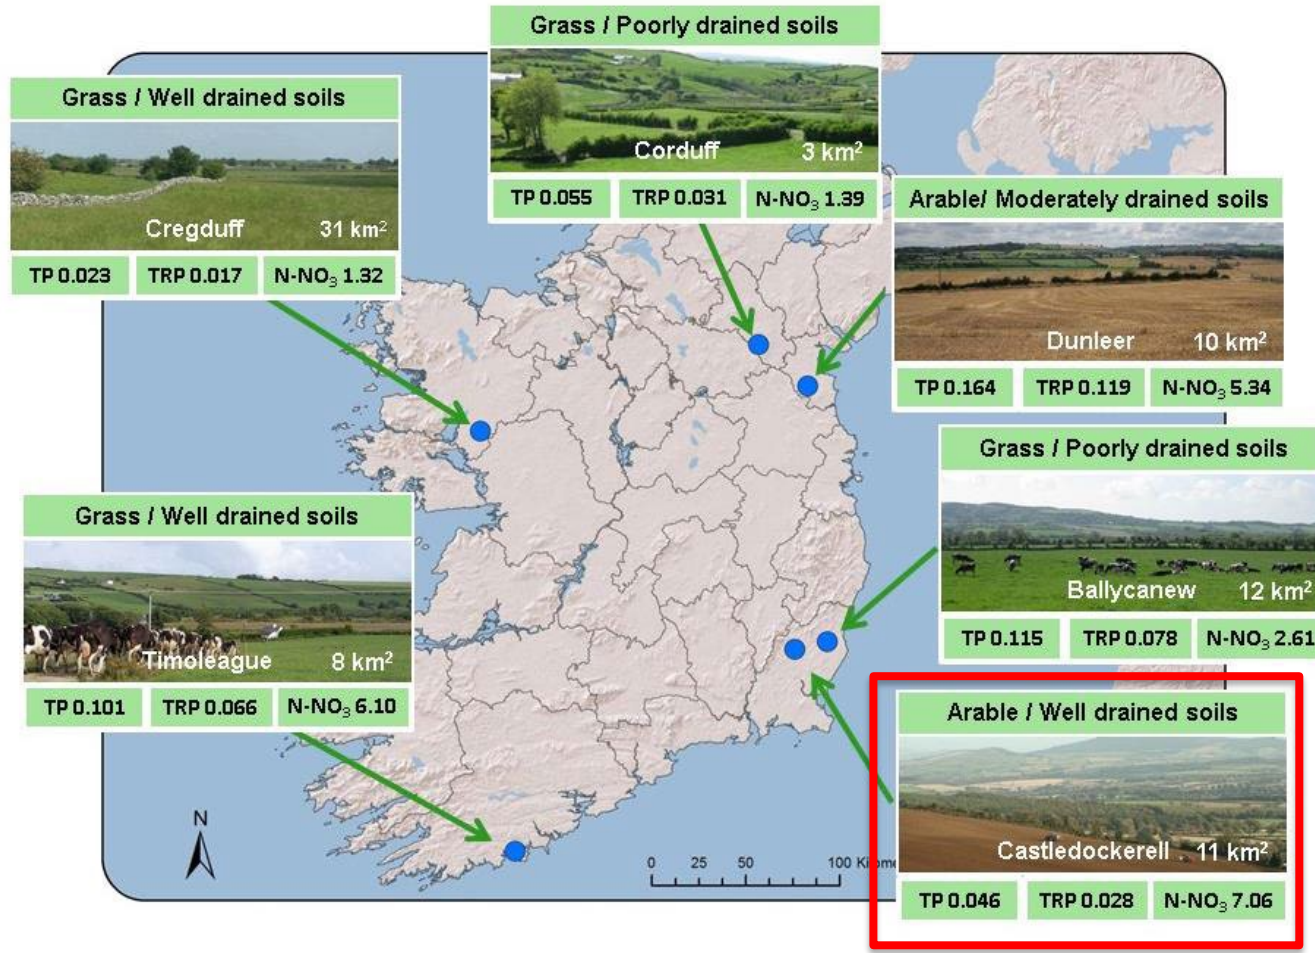 Grass / Poorly drained soils
Corduff 3 km²
TP 0.055 TRP 0.031 N-NO₃ 1.39
Grass / Well drained soils
Cregduff 31 km²
TP 0.023 TRP 0.017 N-NO₃ 1.32
Arable/ Moderately drained soils
Dunleer 10 km²
TP 0.164 TRP 0.119 N-NO₃ 5.34
Grass / Poorly drained soils
Ballycanew 12 km²
TP 0.115 TRP 0.078 N-NO₃ 2.61
Grass / Well drained soils
Timoleague 8 km²
TP 0.101 TRP 0.066 N-NO₃ 6.10
Arable / Well drained soils
Castledockerell 11 km²
TP 0.046 TRP 0.028 N-NO₃ 7.06
N
0 25 50 100 Kilome